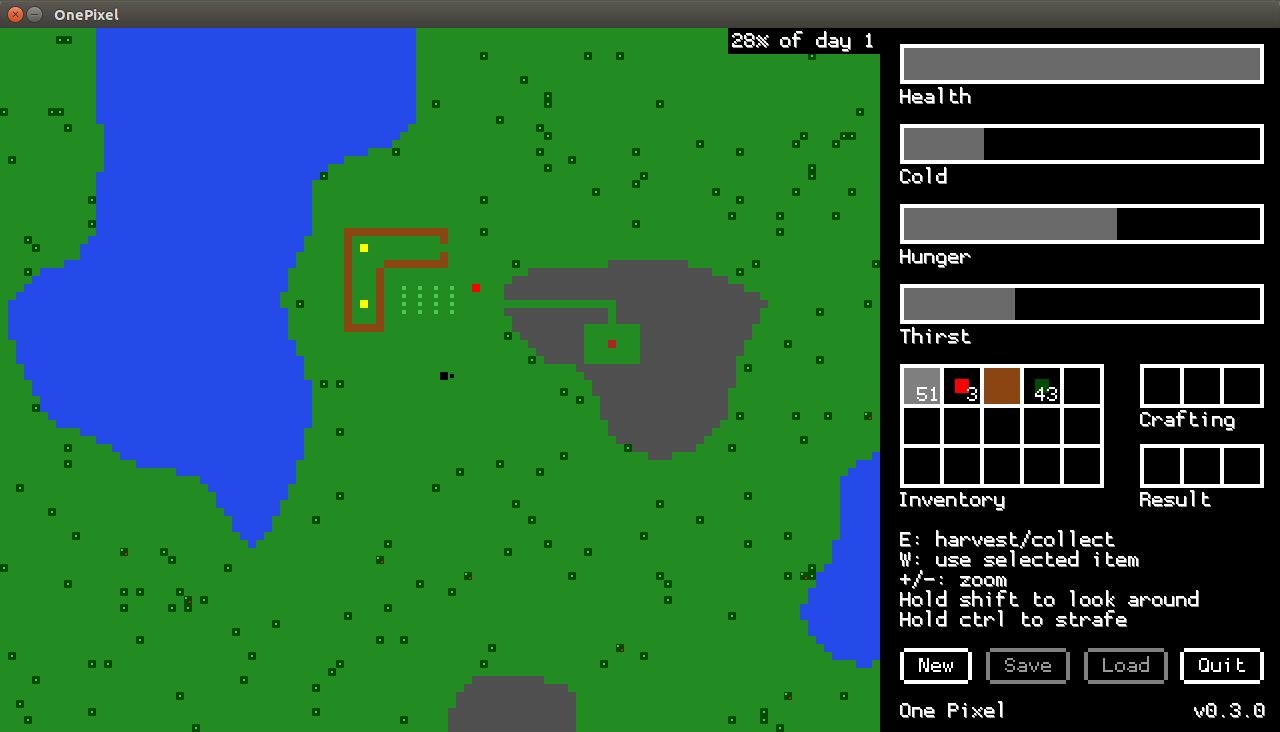 OnePixel
28% of day 1
Health
Cold
Hunger
Thirst
51 3 43
Crafting
Inventory Result
E: harvest/collect
W: use selected item
+/-: zoom
Hold shift to look around
Hold ctrl to strafe
New Save Load Quit
One Pixel v0.3.0